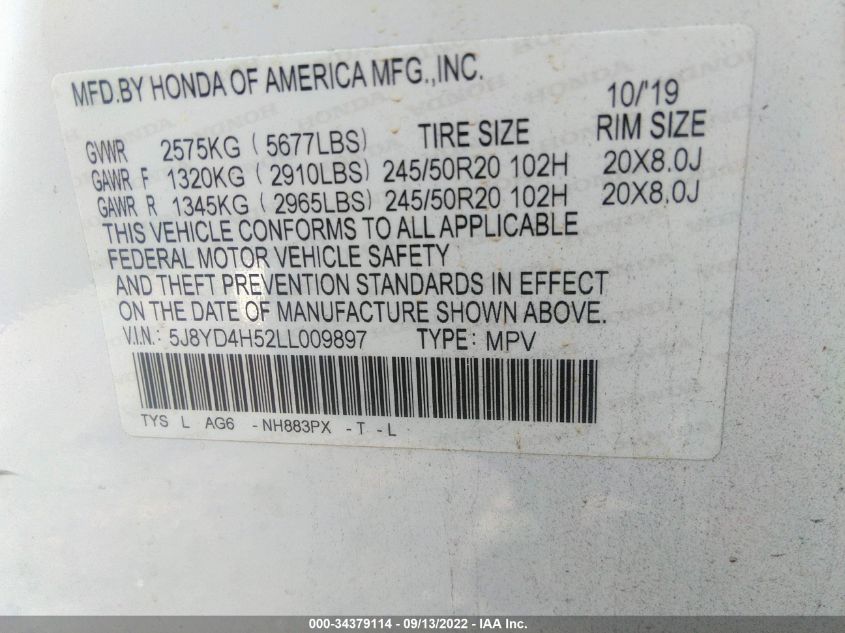 MFD.BY HONDA OF AMERICA MFG.,INC.
10/'19
GVWR 2575KG (5677LBS) TIRE SIZE RIM SIZE
GAWR F 1320KG (2910LBS) 245/50R20 102H 20X8.0J
GAWR R 1345KG (2965LBS) 245/50R20 102H 20X8.0J
THIS VEHICLE CONFORMS TO ALL APPLICABLE
FEDERAL MOTOR VEHICLE SAFETY
AND THEFT PREVENTION STANDARDS IN EFFECT
ON THE DATE OF MANUFACTURE SHOWN ABOVE.
V.I.N.: 5J8YD4H52LL009897 TYPE: MPV
TYS L AG6 -NH883PX -T -L
000-34379114 - 09/13/2022 - IAA Inc.